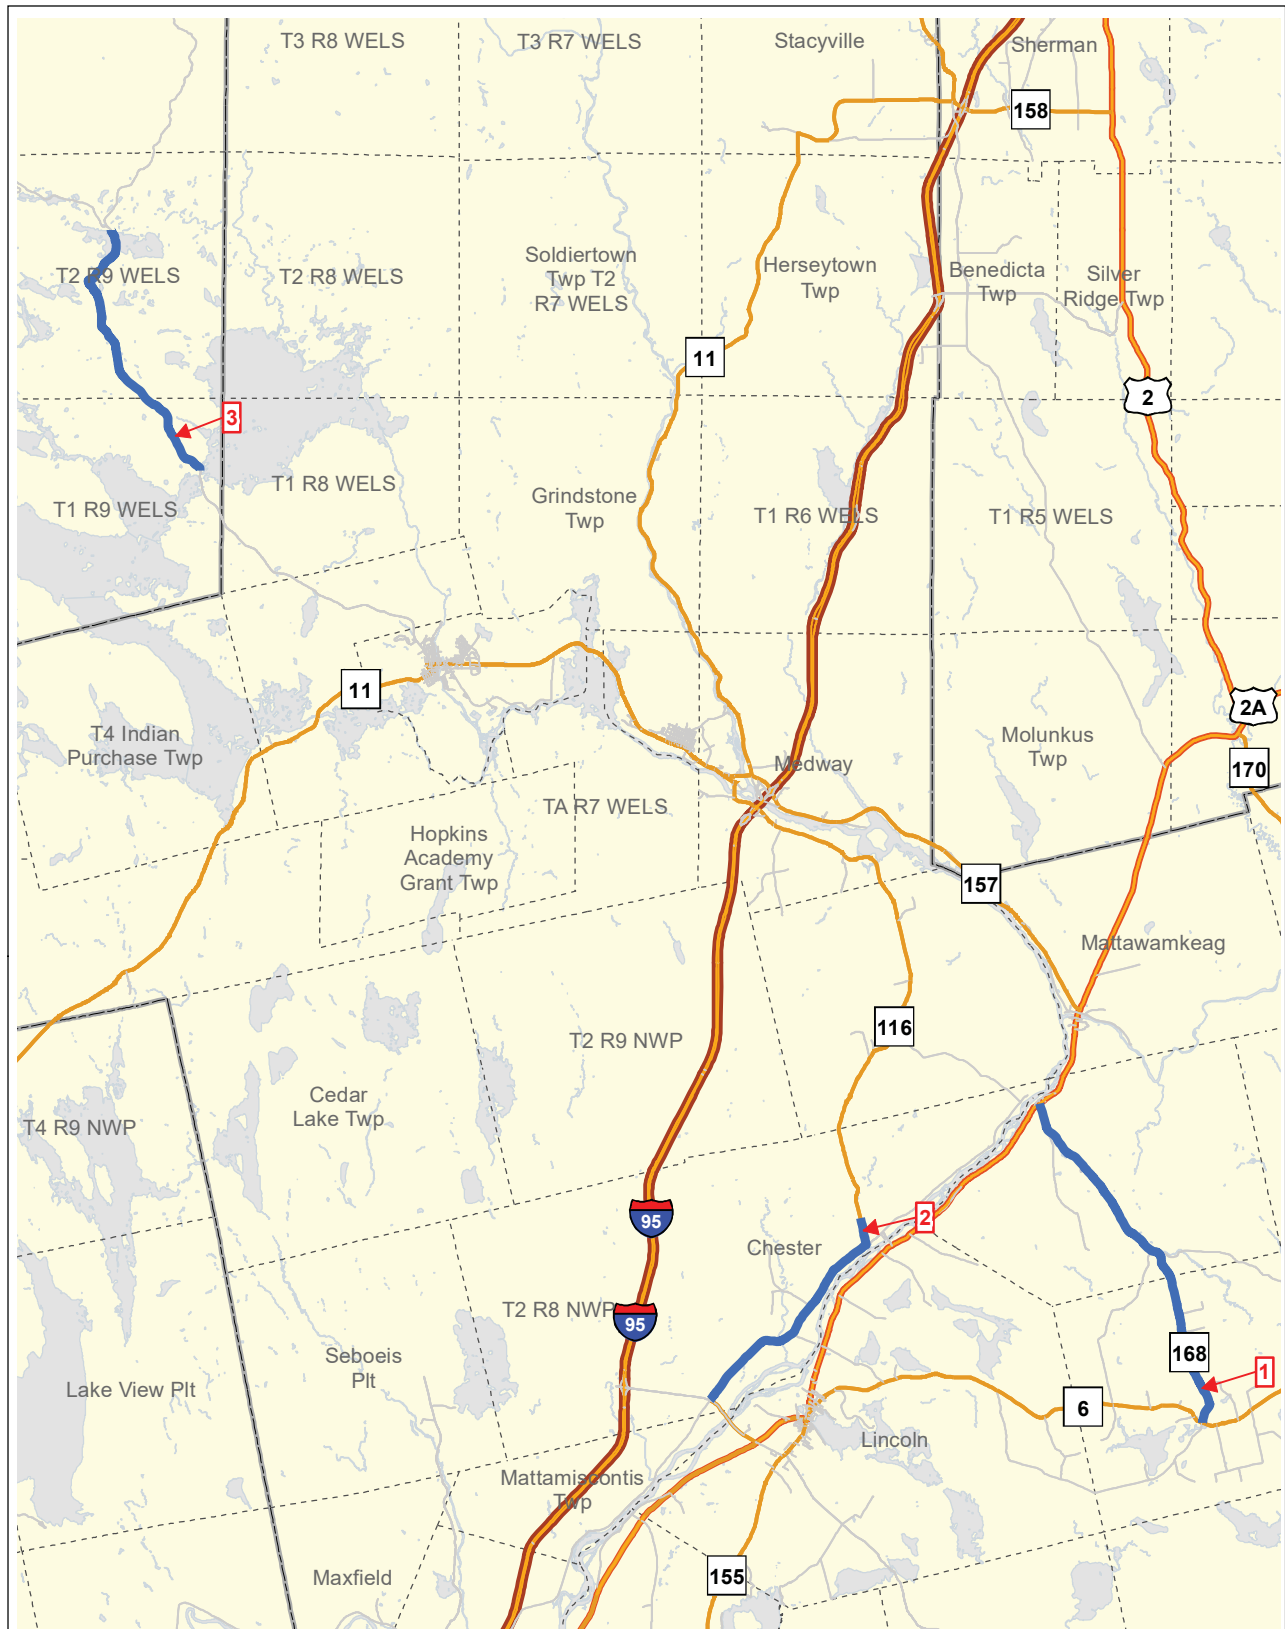 T3 R8 WELS
T3 R7 WELS
Stacyville
Sherman
158
T2 R9 WELS
T2 R8 WELS
Soldiertown
Twp T2
R7 WELS
Herseytown
Twp
Benedicta
Twp
Silver
Ridge Twp
11
2
3
T1 R9 WELS
T1 R8 WELS
Grindstone
Twp
T1 R6 WELS
T1 R5 WELS
11
2A
T4 Indian
Purchase Twp
Medway
Molunkus
Twp
170
TA R7 WELS
Hopkins
Academy
Grant Twp
157
Mattawamkeag
116
T2 R9 NWP
Cedar
Lake Twp
T4 R9 NWP
95
2
Chester
T2 R8 NWP
95
Seboeis
Plt
168
1
Lake View Plt
6
Lincoln
Mattamiscontis
Twp
Maxfield
155